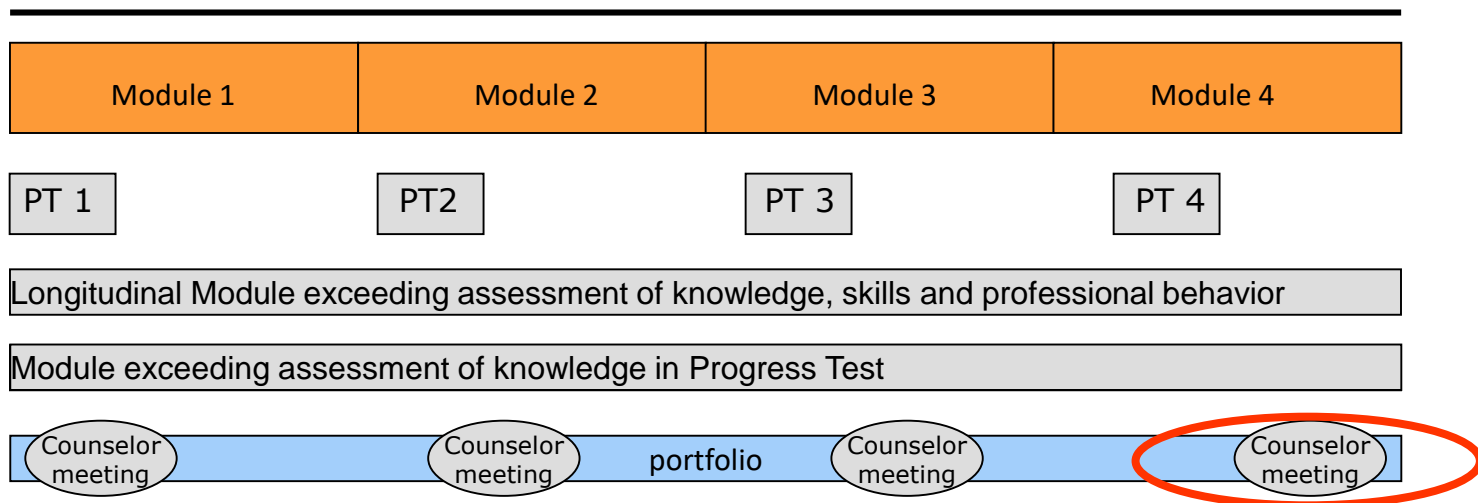 Module 1 Module 2 Module 3 Module 4
PT 1 PT2 PT 3 PT 4
Longitudinal Module exceeding assessment of knowledge, skills and professional behavior
Module exceeding assessment of knowledge in Progress Test
Counselor
meeting
Counselor
meeting
portfolio
Counselor
meeting
Counselor
meeting